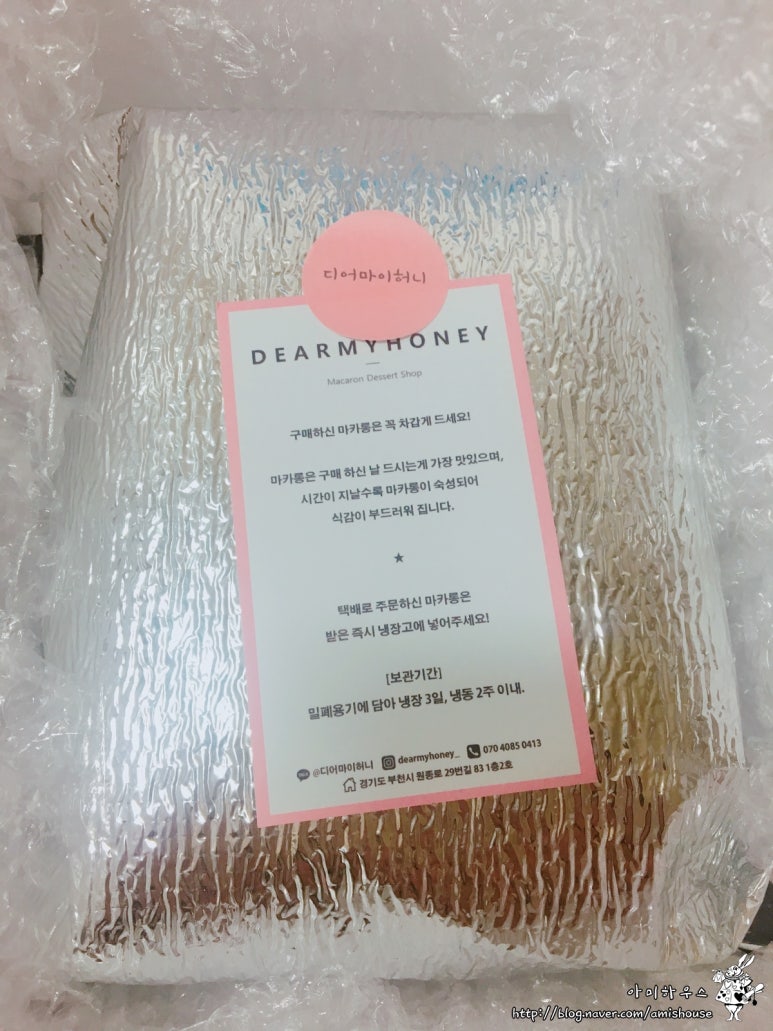 디어마이허니
DEARMYHONEY
Macaron Dessert Shop
구매하신 마카롱은 꼭 차갑게 드세요!
마카롱은 구매 하신 날 드시는게 가장 맛있으며,
시간이 지날수록 마카롱이 숙성되어
식감이 부드러워 집니다.
★
택배로 주문하신 마카롱은
받은 즉시 냉장고에 넣어주세요!
[보관기간]
밀폐용기에 담아 냉장 3일, 냉동 2주 이내.
@디어마이허니 dearmyhoney_ 070 4085 0413
경기도 부천시 원종로 29번길 83 1층2호
아미하우스
http://blog.naver.com/amishouse